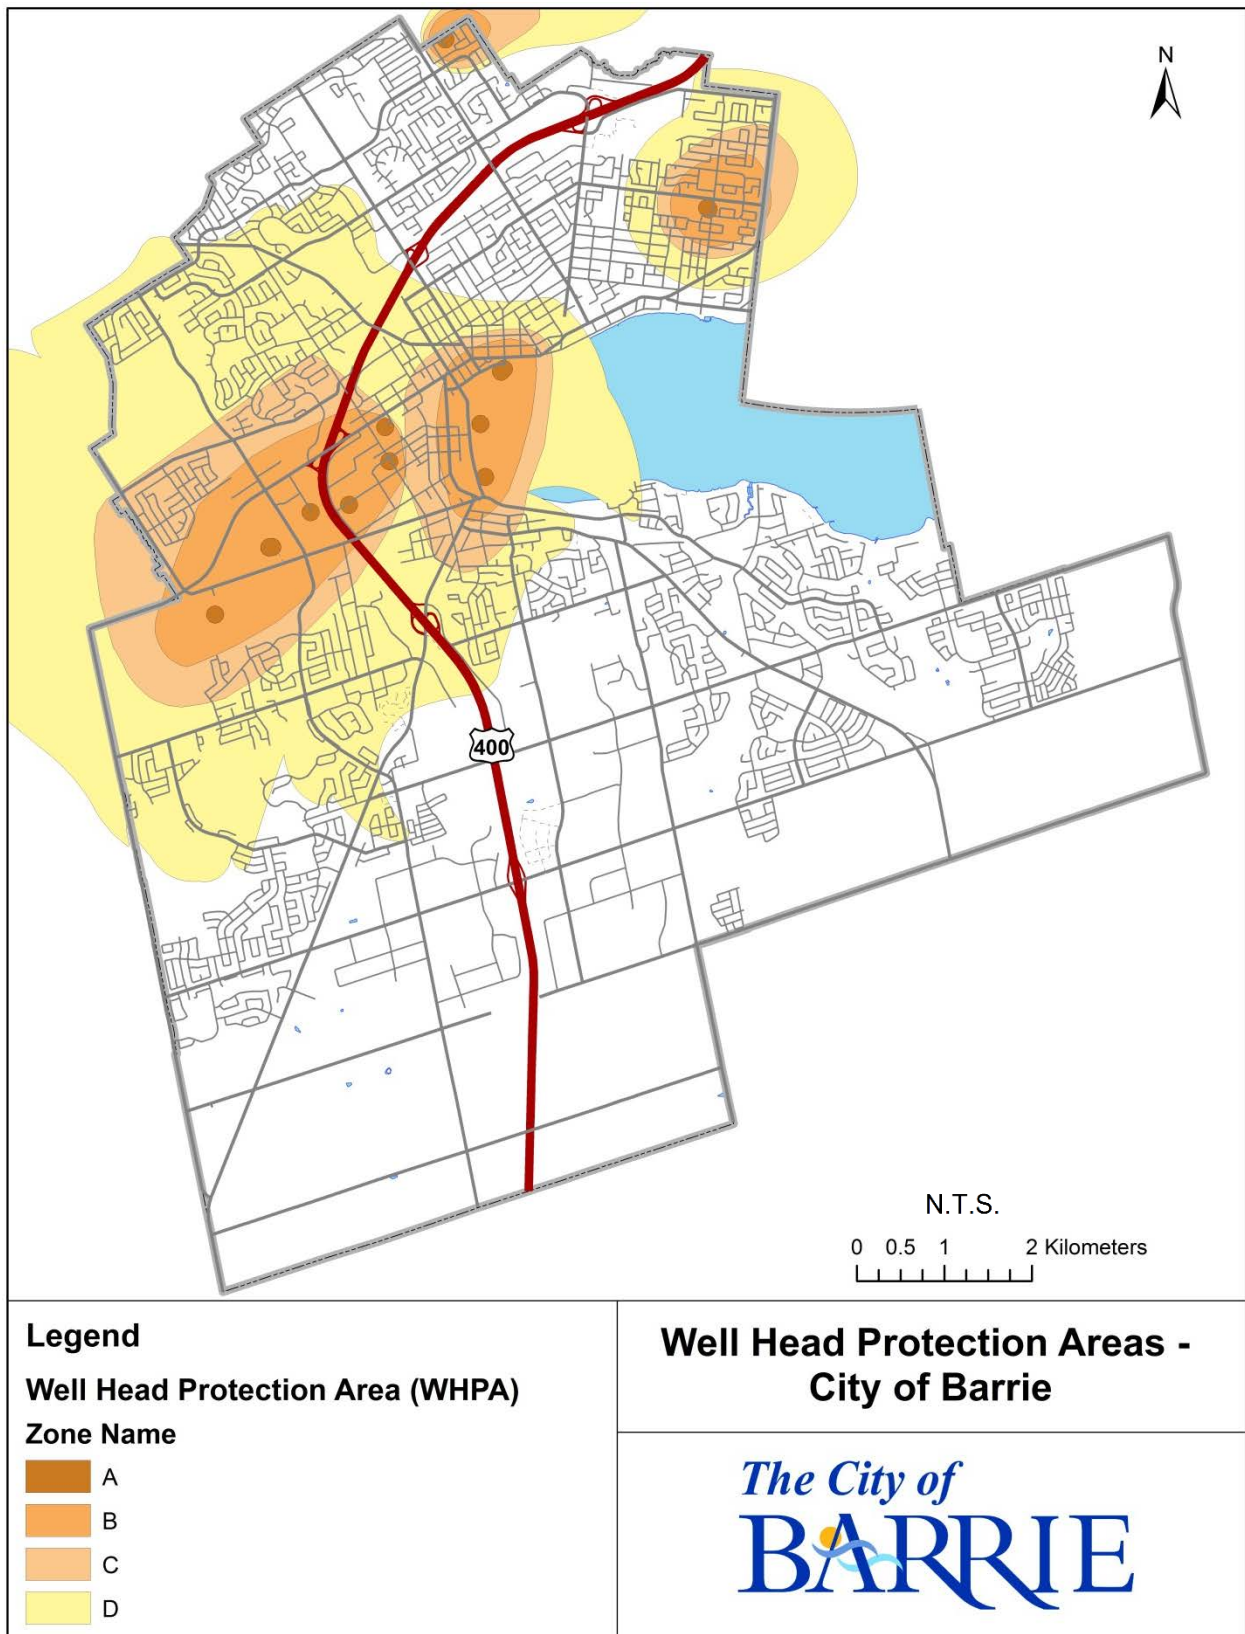 N
400
N.T.S.
0 0.5 1 2 Kilometers
Legend
Well Head Protection Area (WHPA)
Zone Name
A
B
C
D
Well Head Protection Areas -
City of Barrie
The City of
BARRIE